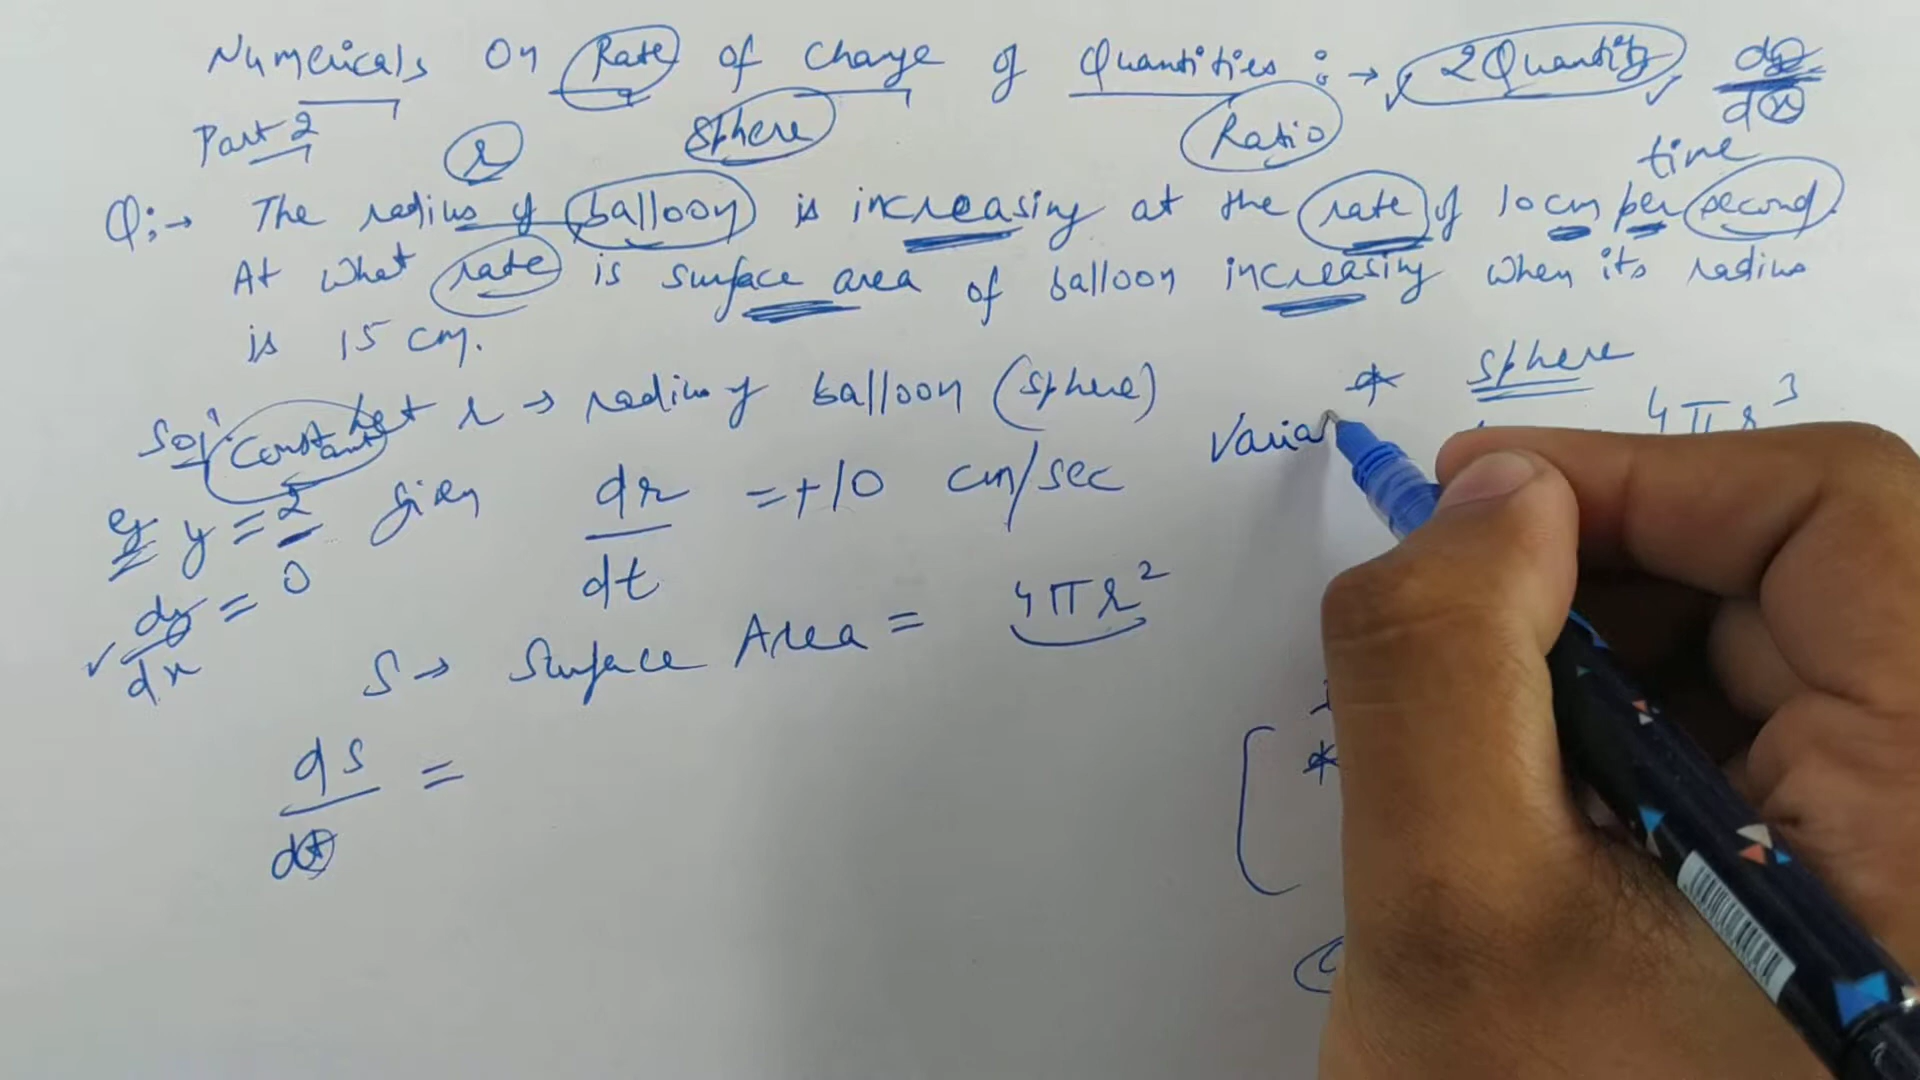 Numericals On Rate of Change of Quantities :→ 2 Quantity dy/dx
Part 2 r Sphere Ratio time
Q:→ The radius of balloon is increasing at the rate of 10cm per second.
At what rate is surface area of balloon increasing when its radius
is 15 cm.
* Sphere
Sol: Constant Let r → radius of balloon (Sphere)
4πr³
Varia
eg y = 2 given dr/dt = +10 cm/sec
dy/dx = 0
S → Surface Area = 4πr²
dS/dt =